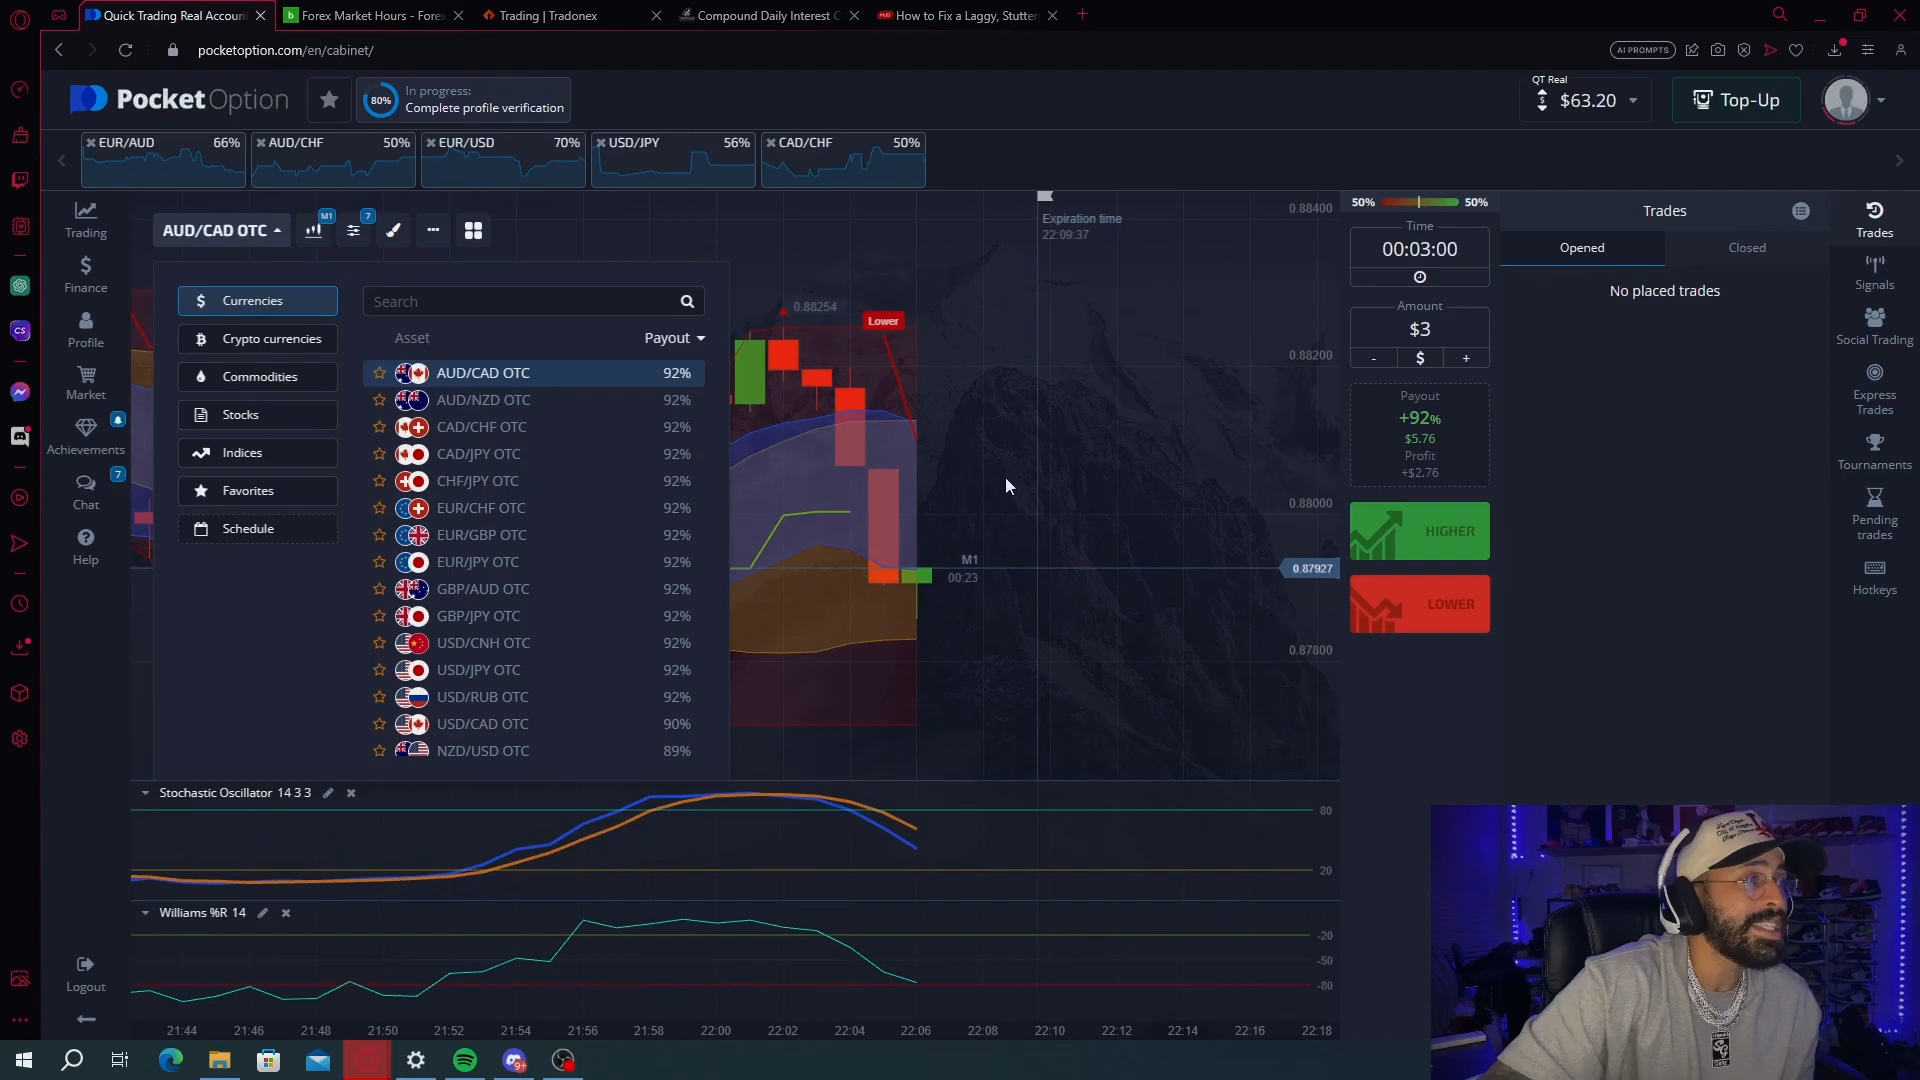 Quick Trading Real Accoun
Forex Market Hours - Fore
Trading | Tradonex
Compound Daily Interest C
How to Fix a Laggy, Stutter
pocketoption.com/en/cabinet/
AI PROMPTS
PocketOption
80%
In progress:
Complete profile verification
QT Real
$63.20
Top-Up
EUR/AUD 66%
AUD/CHF 50%
EUR/USD 70%
USD/JPY 56%
CAD/CHF 50%
Trading
Finance
Profile
Market
Achievements
Chat
7
Help
Logout
AUD/CAD OTC
M1
7
Currencies
Crypto currencies
Commodities
Stocks
Indices
Favorites
Schedule
Search
Asset Payout
AUD/CAD OTC 92%
AUD/NZD OTC 92%
CAD/CHF OTC 92%
CAD/JPY OTC 92%
CHF/JPY OTC 92%
EUR/CHF OTC 92%
EUR/GBP OTC 92%
EUR/JPY OTC 92%
GBP/AUD OTC 92%
GBP/JPY OTC 92%
USD/CNH OTC 92%
USD/JPY OTC 92%
USD/RUB OTC 92%
USD/CAD OTC 90%
NZD/USD OTC 89%
0.88254
Lower
Expiration time
22:09:37
M1
00:23
0.88400
0.88200
0.88000
0.87927
0.87800
50% 50%
Time
00:03:00
Amount
$3
- $ +
Payout
+92%
$5.76
Profit
+$2.76
HIGHER
LOWER
Trades
Opened
Closed
No placed trades
Trades
Signals
Social Trading
Express
Trades
Tournaments
Pending
trades
Hotkeys
Stochastic Oscillator 14 3 3
80
20
Williams %R 14
-20
-50
-80
21:44 21:46 21:48 21:50 21:52 21:54 21:56 21:58 22:00 22:02 22:04 22:06 22:08 22:10 22:12 22:14 22:16 22:18
9+